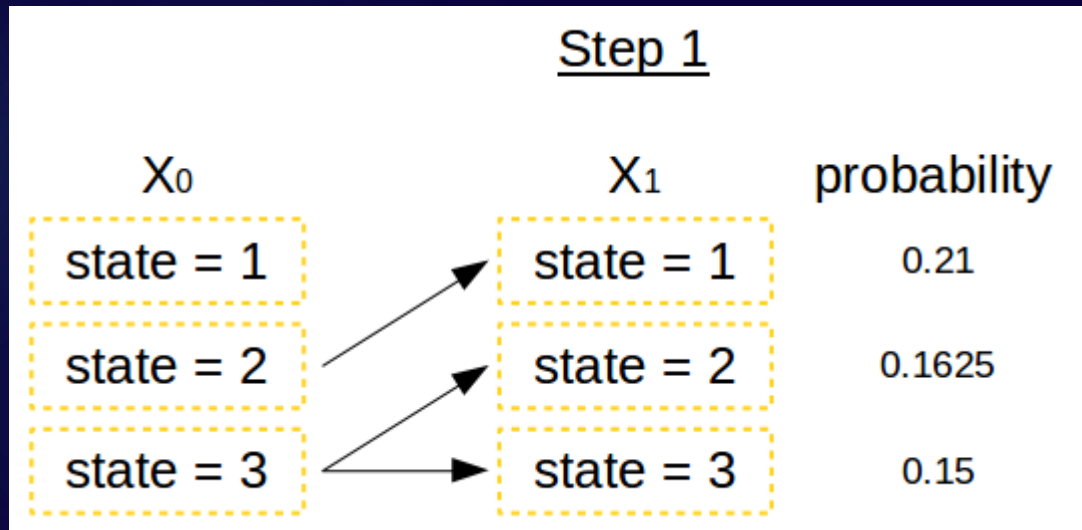 Step 1
X0 X1 probability
state = 1 state = 1 0.21
state = 2 state = 2 0.1625
state = 3 state = 3 0.15